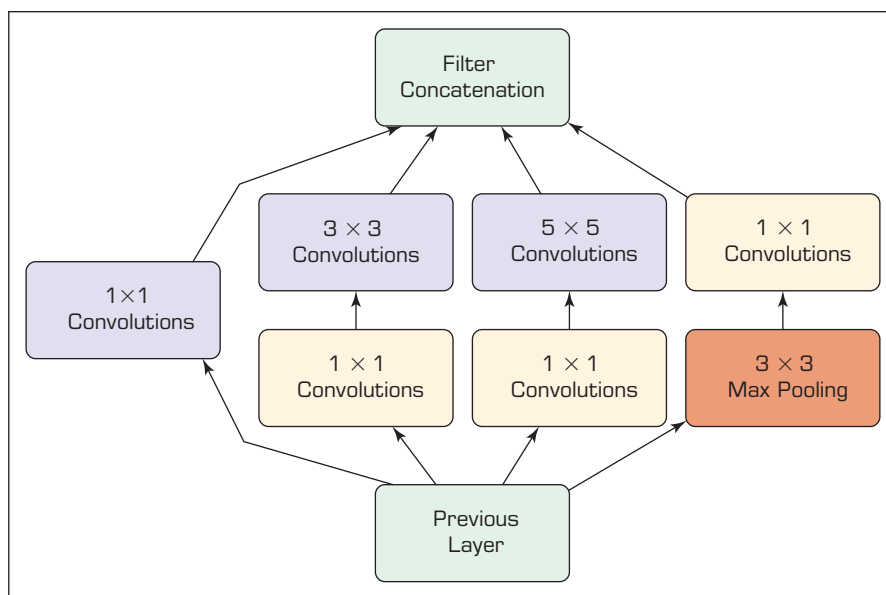 Filter
Concatenation
3 × 3
Convolutions
5 × 5
Convolutions
1 × 1
Convolutions
1×1
Convolutions
1 × 1
Convolutions
1 × 1
Convolutions
3 × 3
Max Pooling
Previous
Layer